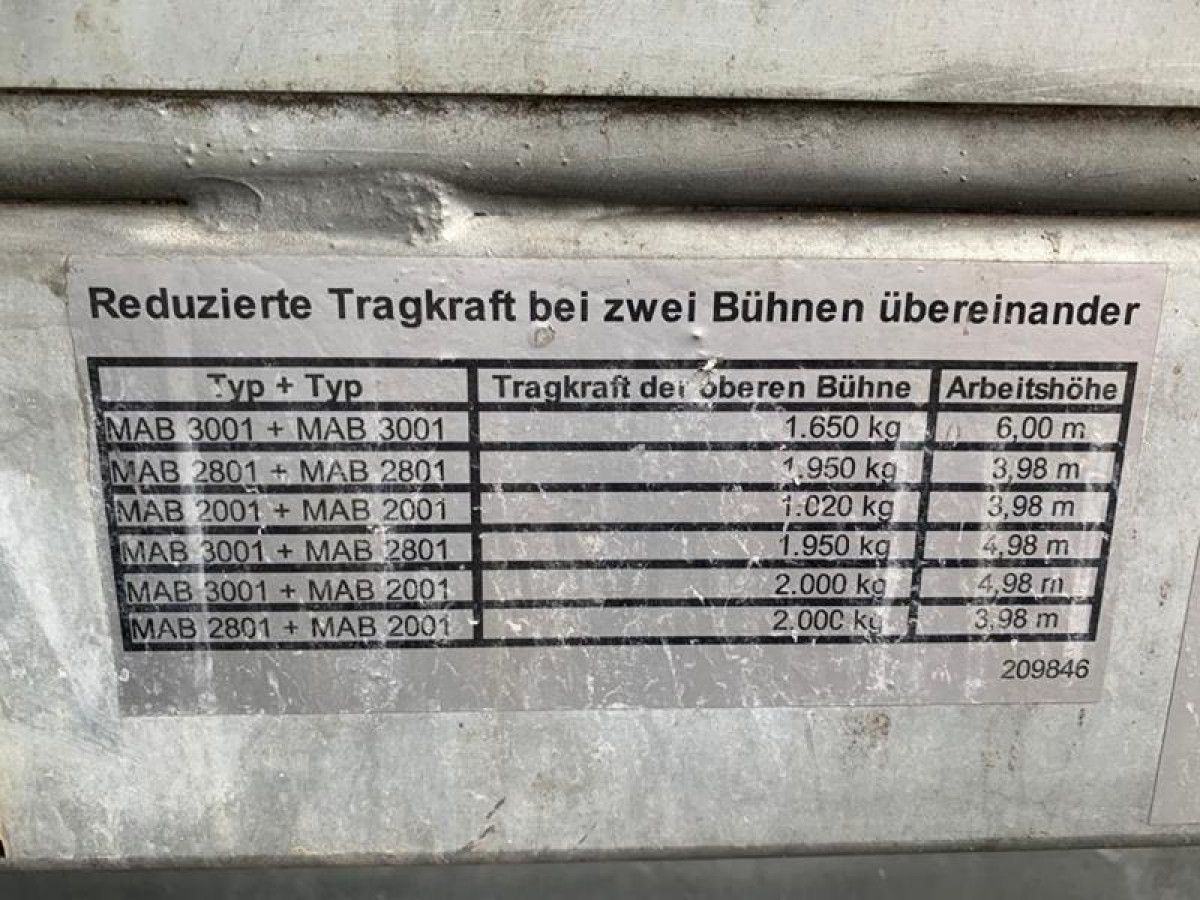 Reduzierte Tragkraft bei zwei Bühnen übereinander
Typ + Typ Tragkraft der oberen Bühne Arbeitshöhe
MAB 3001 + MAB 3001 1.650 kg 6,00 m
MAB 2801 + MAB 2801 1.950 kg 3,98 m
MAB 2001 + MAB 2001 1.020 kg 3,98 m
MAB 3001 + MAB 2801 1.950 kg 4,98 m
MAB 3001 + MAB 2001 2.000 kg 4,98 m
MAB 2801 + MAB 2001 2.000 kg 3,98 m
209846